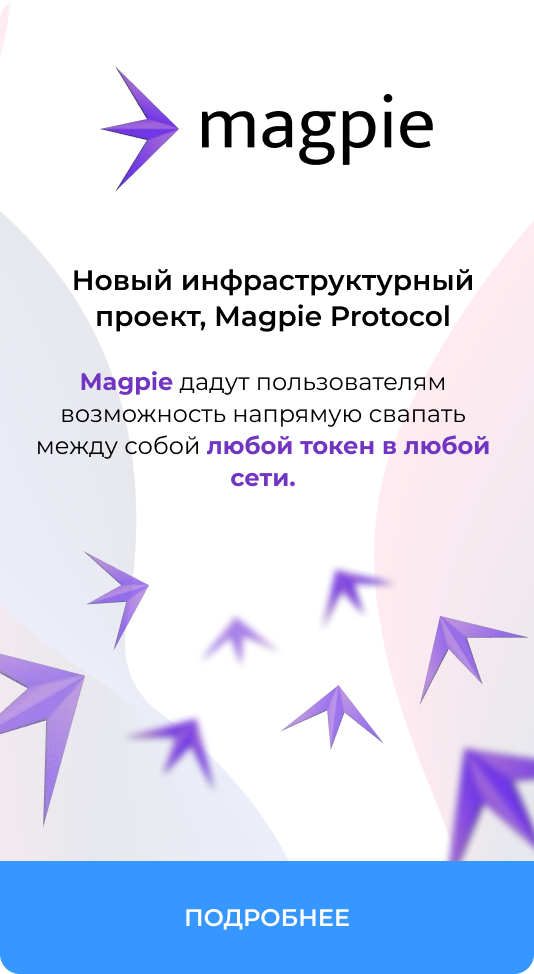 magpie
Новый инфраструктурный
проект, Magpie Protocol
Magpie дадут пользователям
возможность напрямую свапать
между собой любой токен в любой
сети.
ПОДРОБНЕЕ